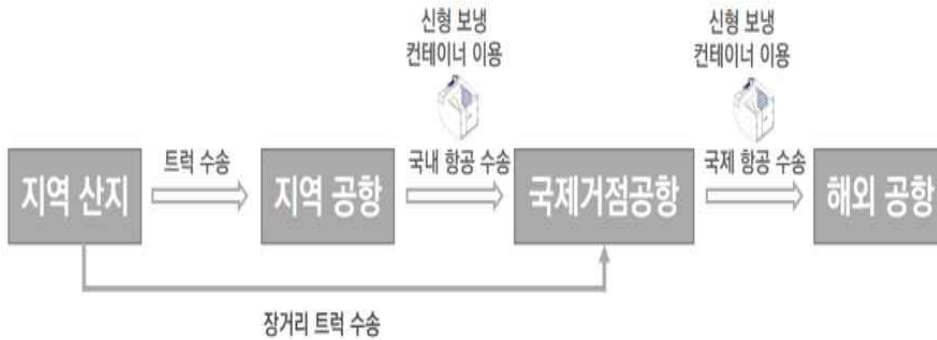 신형 보냉
컨테이너 이용
신형 보냉
컨테이너 이용
지역 산지
트럭 수송
지역 공항
국내 항공 수송
국제거점공항
국제 항공 수송
해외 공항
장거리 트럭 수송